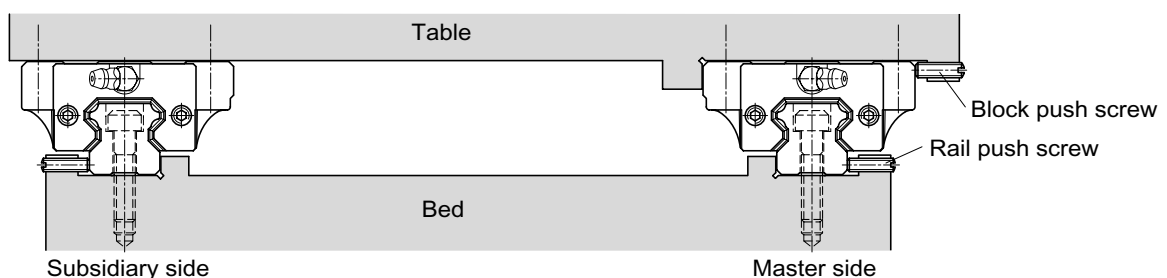 Table
Block push screw
Rail push screw
Bed
Subsidiary side
Master side